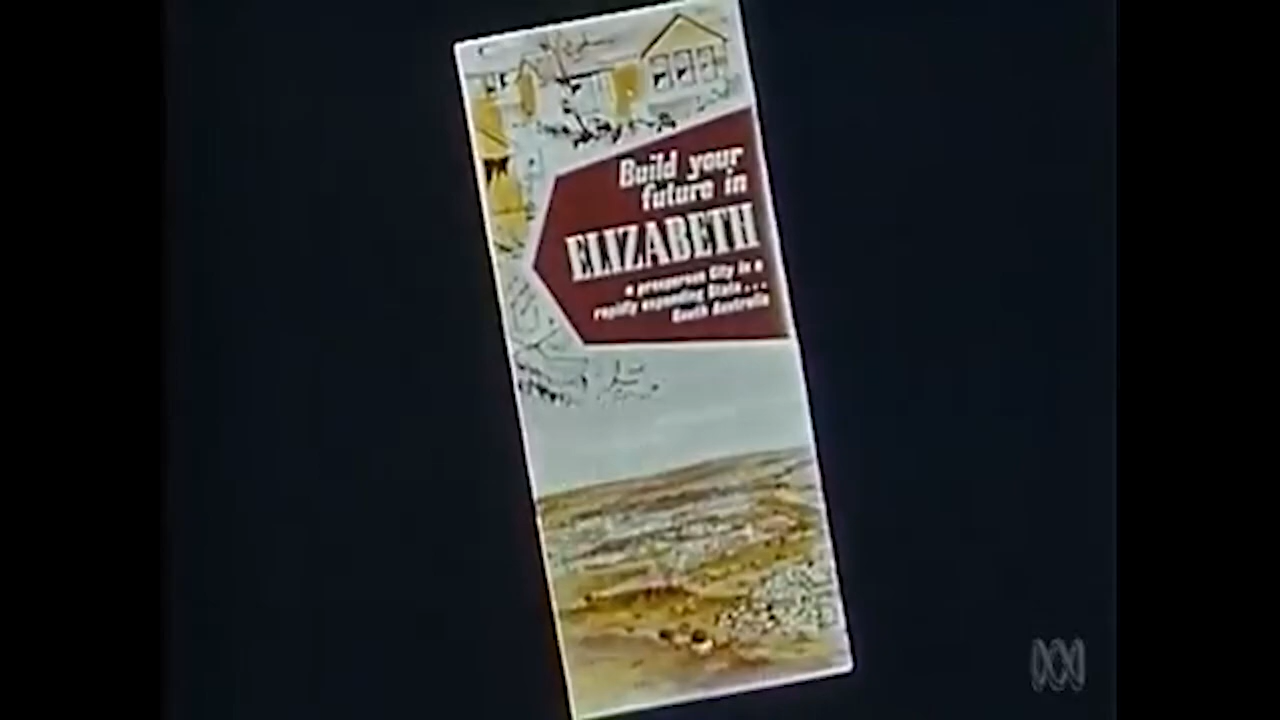 Build your
future in
ELIZABETH
a prosperous City in a
rapidly expanding State...
South Australia